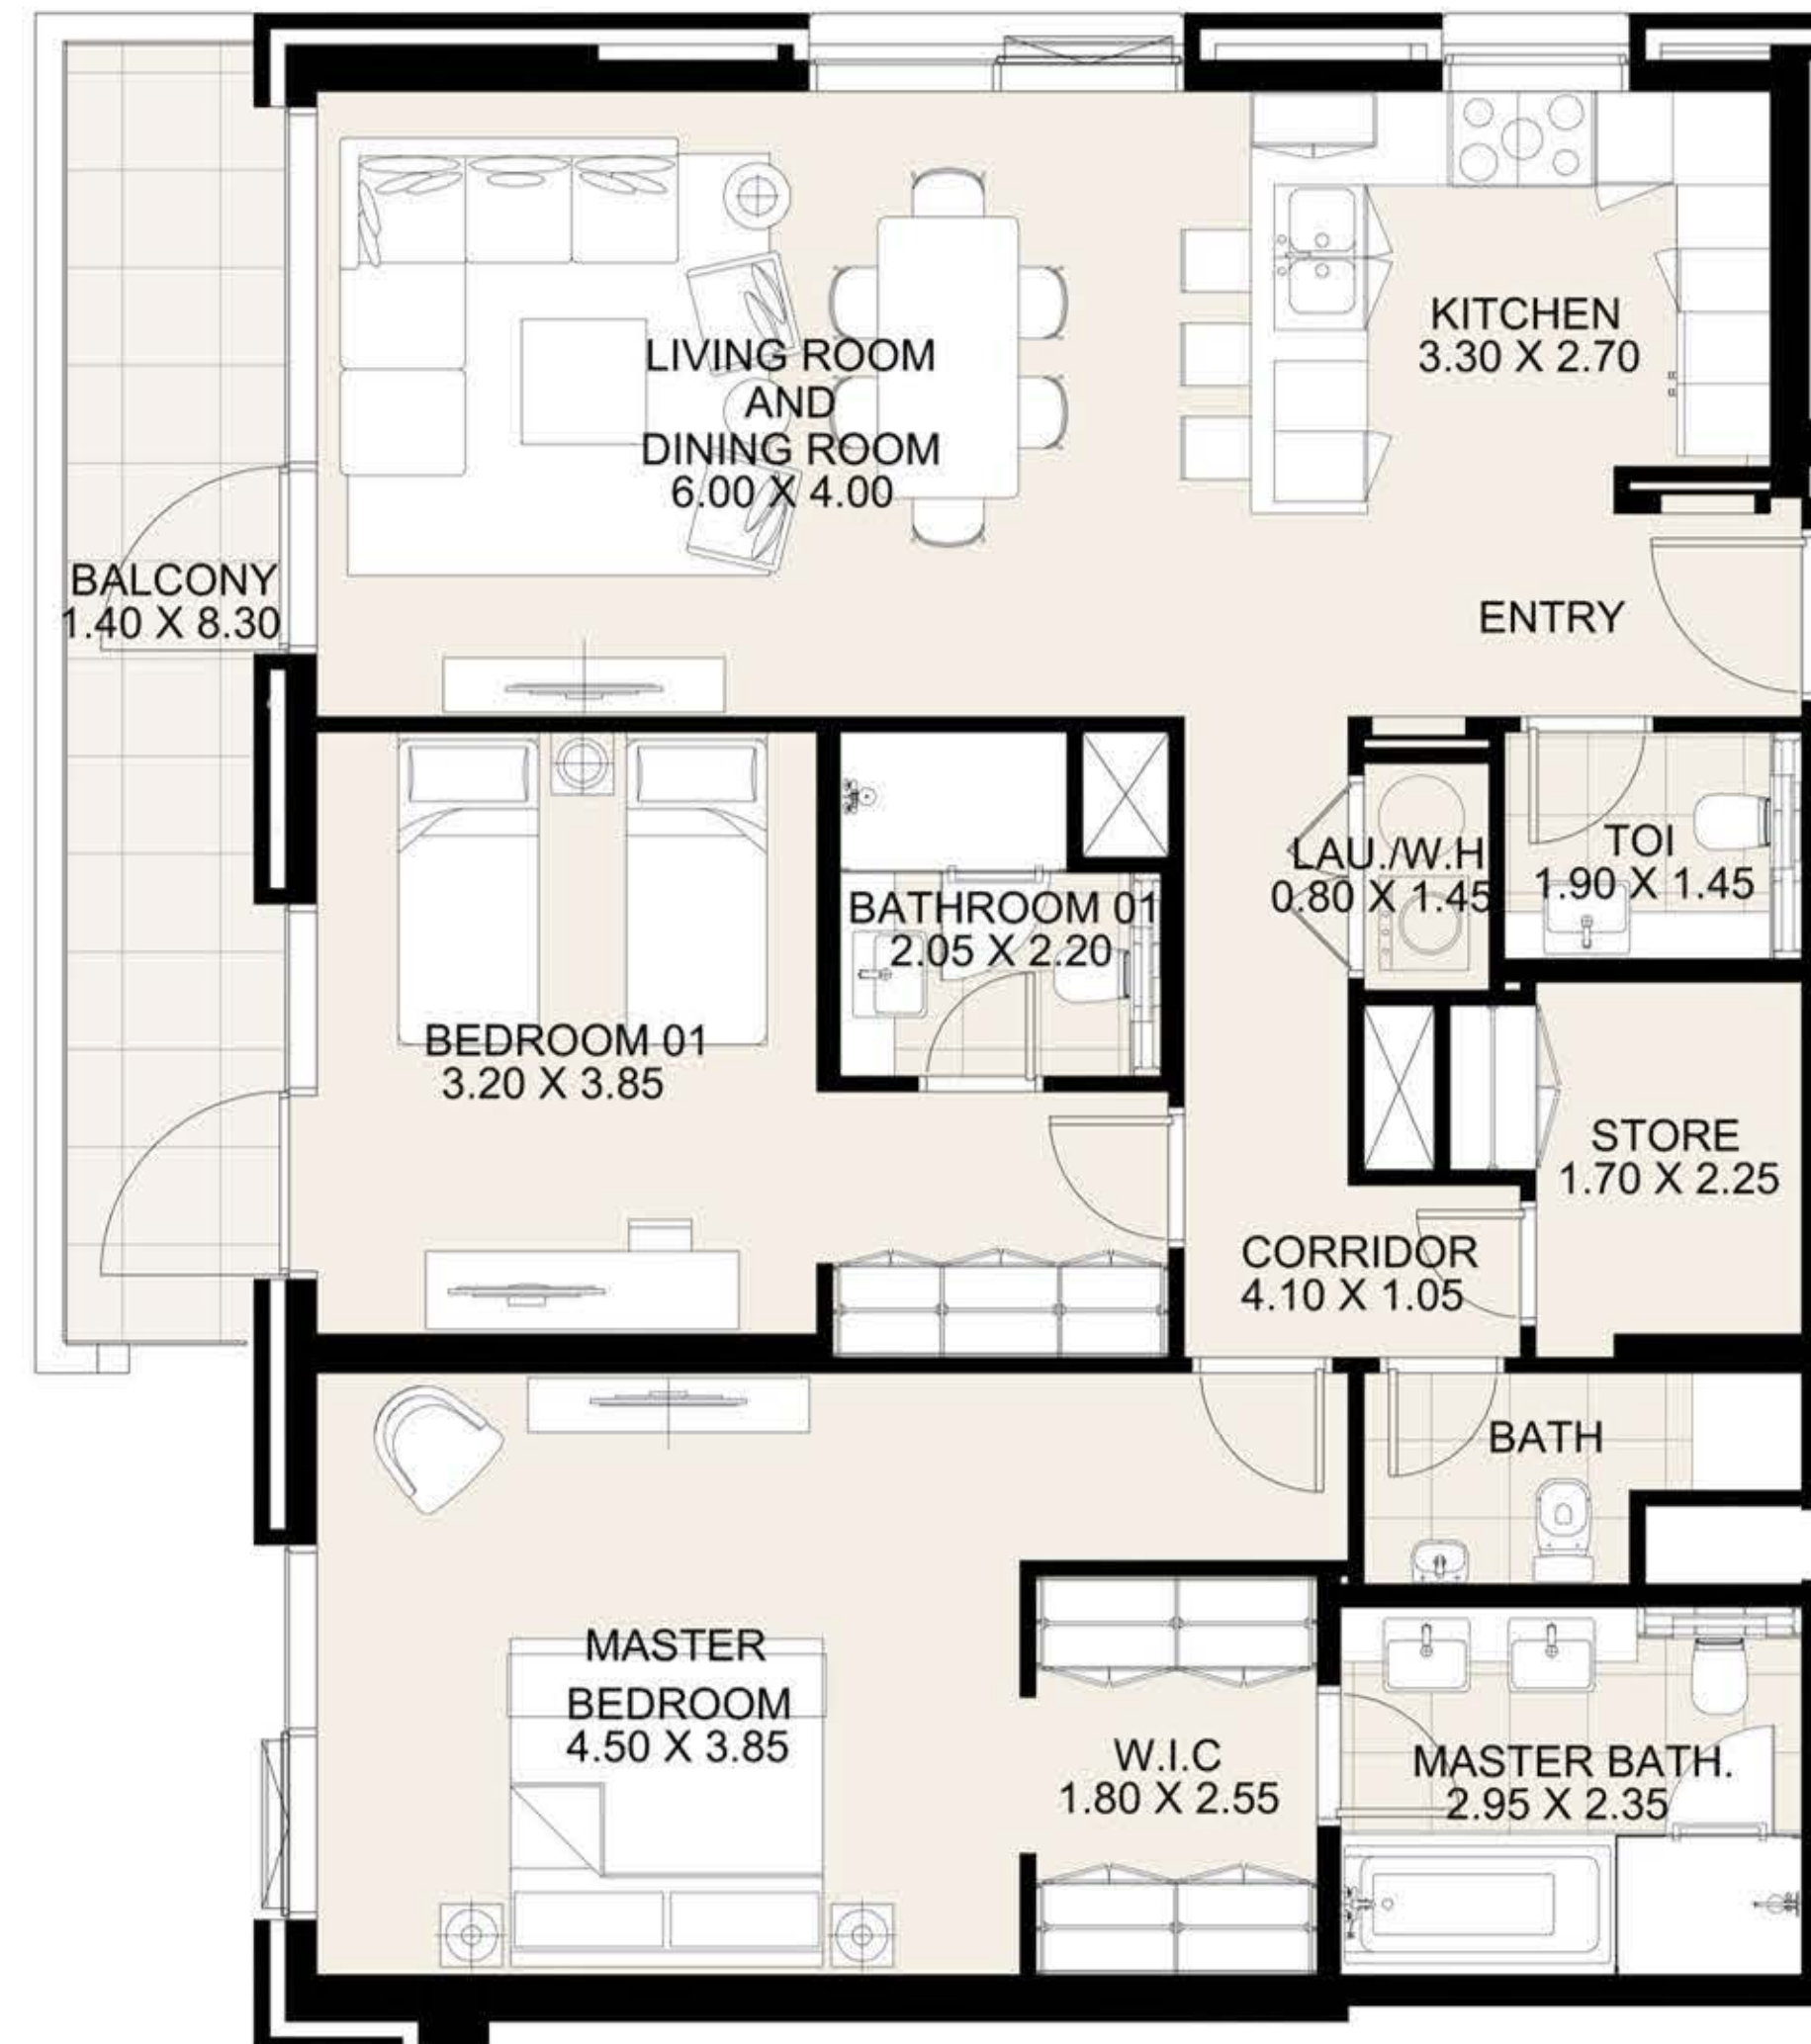 KITCHEN
3.30 X 2.70
LIVING ROOM
AND
DINING ROOM
6.00 X 4.00
BALCONY
1.40 X 8.30
ENTRY
LAU./W.H
0.80 X 1.45
TOI
1.90 X 1.45
BATHROOM 01
2.05 X 2.20
BEDROOM 01
3.20 X 3.85
STORE
1.70 X 2.25
CORRIDOR
4.10 X 1.05
BATH
MASTER
BEDROOM
4.50 X 3.85
W.I.C
1.80 X 2.55
MASTER BATH.
2.95 X 2.35